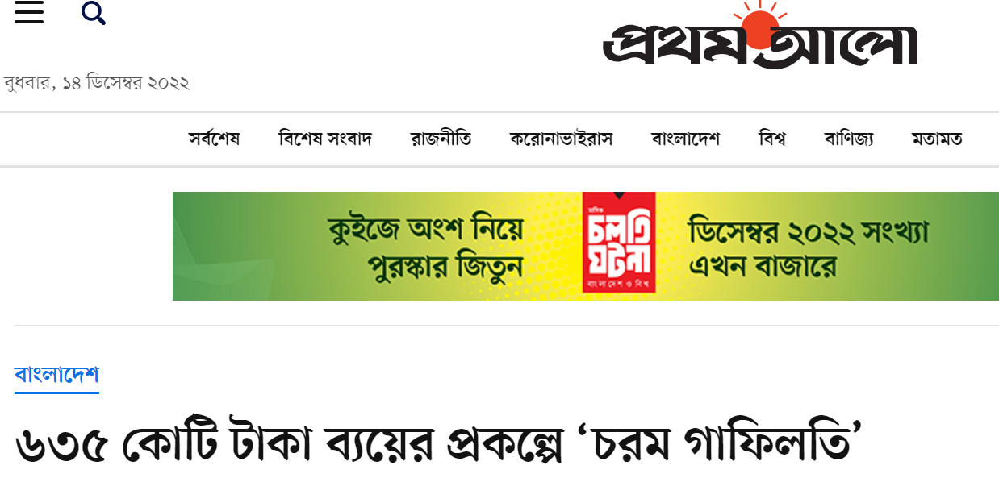 প্রথম আলো
বুধবার, ১৪ ডিসেম্বর ২০২২
সর্বশেষ বিশেষ সংবাদ রাজনীতি করোনাভাইরাস বাংলাদেশ বিশ্ব বাণিজ্য মতামত
কুইজে অংশ নিয়ে
পুরস্কার জিতুন
মাসিক
চলতি
ঘটনা
বাংলাদেশ ও বিশ্ব
ডিসেম্বর ২০২২ সংখ্যা
এখন বাজারে
বাংলাদেশ
৬৩৫ কোটি টাকা ব্যয়ের প্রকল্পে ‘চরম গাফিলতি’